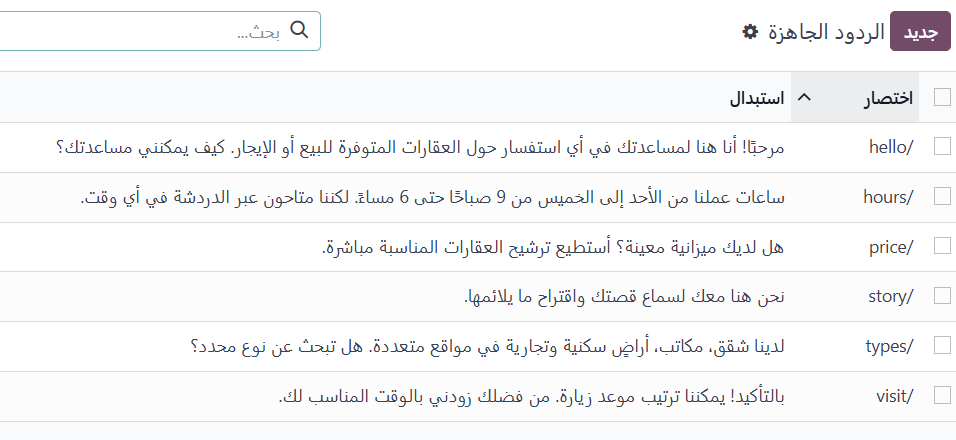 جديد الردود الجاهزة بحث...
اختصار استبدال
/hello مرحبًا! أنا هنا لمساعدتك في أي استفسار حول العقارات المتوفرة للبيع أو الإيجار. كيف يمكنني مساعدتك؟
/hours ساعات عملنا من الأحد إلى الخميس من 9 صباحًا حتى 6 مساءً. لكننا متاحون عبر الدردشة في أي وقت.
/price هل لديك ميزانية معينة؟ أستطيع ترشيح العقارات المناسبة مباشرة.
/story نحن هنا معك لسماع قصتك واقتراح ما يلائمها.
/types لدينا شقق، مكاتب، أراضٍ سكنية وتجارية في مواقع متعددة. هل تبحث عن نوع محدد؟
/visit بالتأكيد! يمكننا ترتيب موعد زيارة. من فضلك زودني بالوقت المناسب لك.